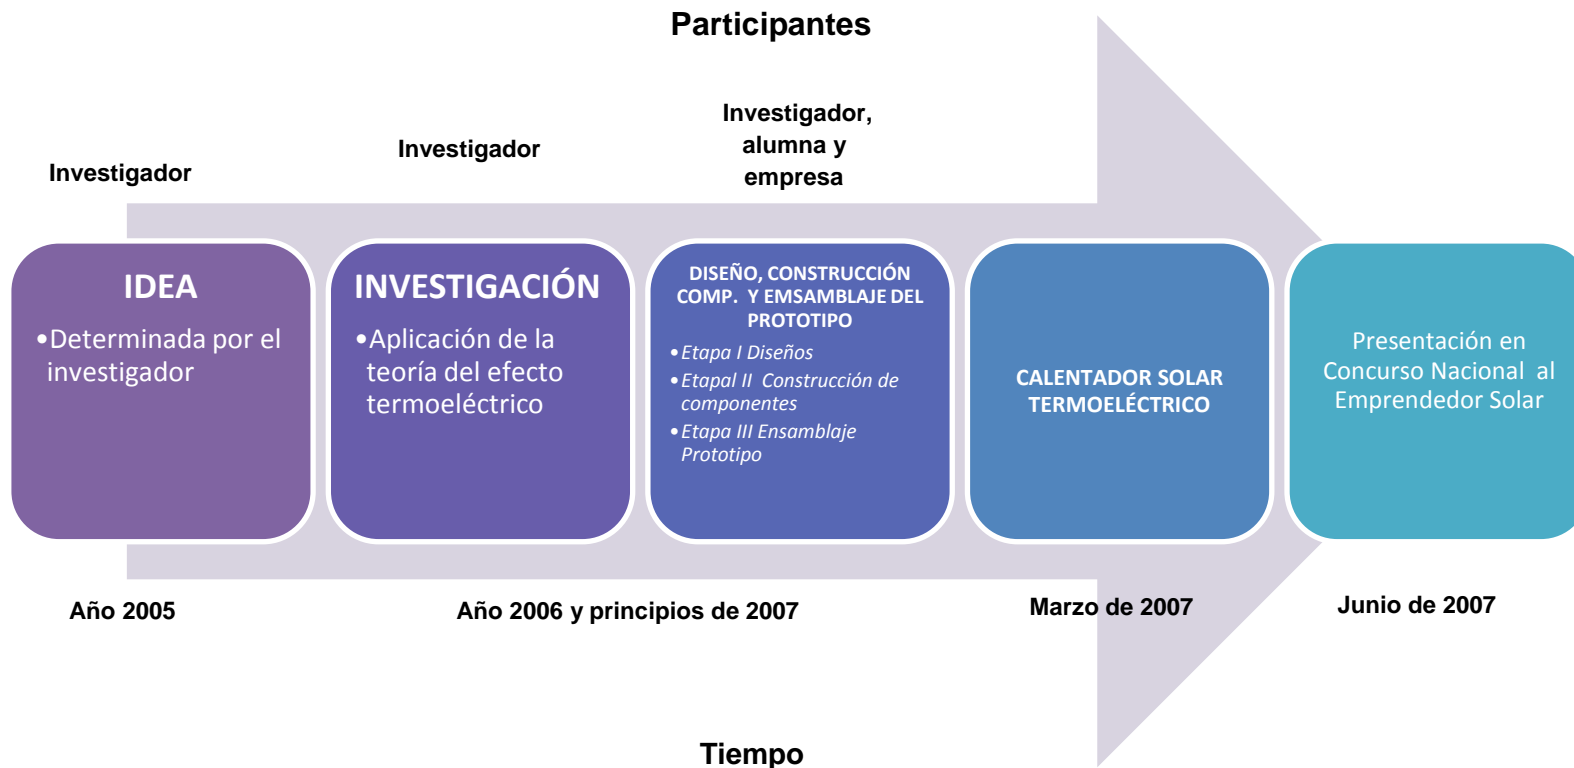 Participantes
Investigador
Investigador
Investigador,
alumna y
empresa
IDEA
•Determinada por el
investigador
INVESTIGACIÓN
•Aplicación de la
teoría del efecto
termoeléctrico
DISEÑO, CONSTRUCCIÓN
COMP. Y EMSAMBLAJE DEL
PROTOTIPO
•Etapa I Diseños
•Etapal II Construcción de
componentes
•Etapa III Ensamblaje
Prototipo
CALENTADOR SOLAR
TERMOELÉCTRICO
Presentación en
Concurso Nacional al
Emprendedor Solar
Año 2005
Año 2006 y principios de 2007
Marzo de 2007
Junio de 2007
Tiempo